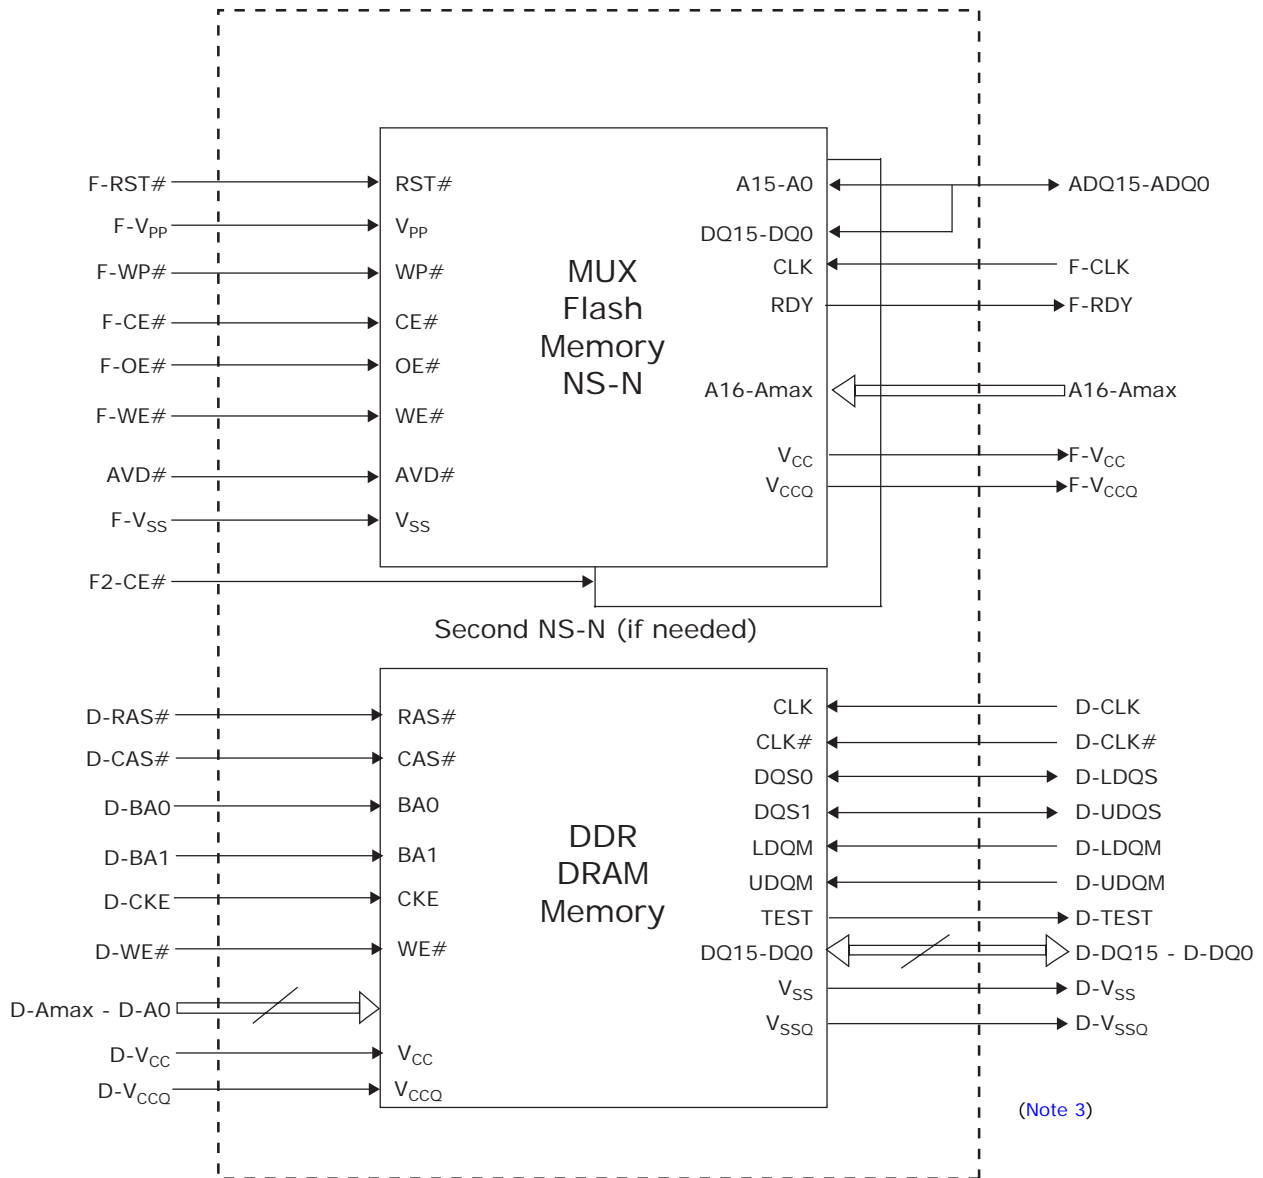 F-RST# RST# A15-A0 ADQ15-ADQ0
F-VPP VPP DQ15-DQ0
F-WP# WP# CLK F-CLK
F-CE# CE# RDY F-RDY
F-OE# OE#
MUX
Flash
Memory
NS-N
F-WE# WE# A16-Amax A16-Amax
AVD# AVD# VCC F-VCC
F-VSS VSS VCCQ F-VCCQ
F2-CE#
Second NS-N (if needed)
D-RAS# RAS# CLK D-CLK
D-CAS# CAS# CLK# D-CLK#
D-BA0 BA0 DQS0 D-LDQS
D-BA1 BA1 DQS1 D-UDQS
DDR
DRAM
Memory
LDQM D-LDQM
D-CKE CKE UDQM D-UDQM
TEST D-TEST
D-WE# WE# DQ15-DQ0 D-DQ15 - D-DQ0
D-Amax - D-A0 VSS D-VSS
VSSQ D-VSSQ
D-VCC VCC
D-VCCQ VCCQ
(Note 3)